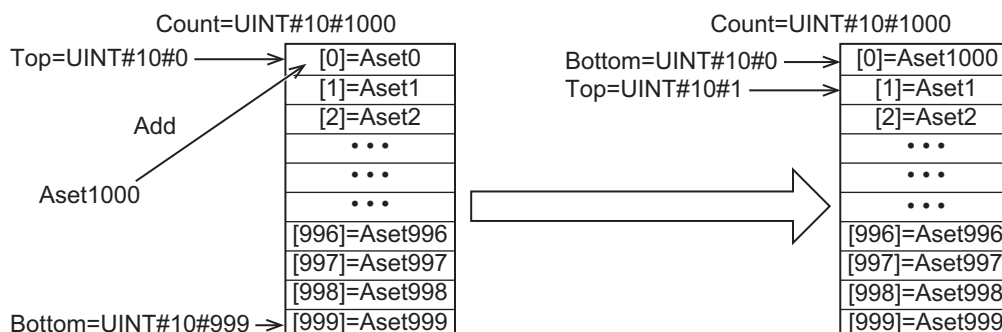 Count=UINT#10#1000
Top=UINT#10#0
[0]=Aset0
[1]=Aset1
[2]=Aset2
Add
• • •
Aset1000
• • •
• • •
[996]=Aset996
[997]=Aset997
[998]=Aset998
Bottom=UINT#10#999
[999]=Aset999
Count=UINT#10#1000
Bottom=UINT#10#0
[0]=Aset1000
Top=UINT#10#1
[1]=Aset1
[2]=Aset2
• • •
• • •
• • •
[996]=Aset996
[997]=Aset997
[998]=Aset998
[999]=Aset999